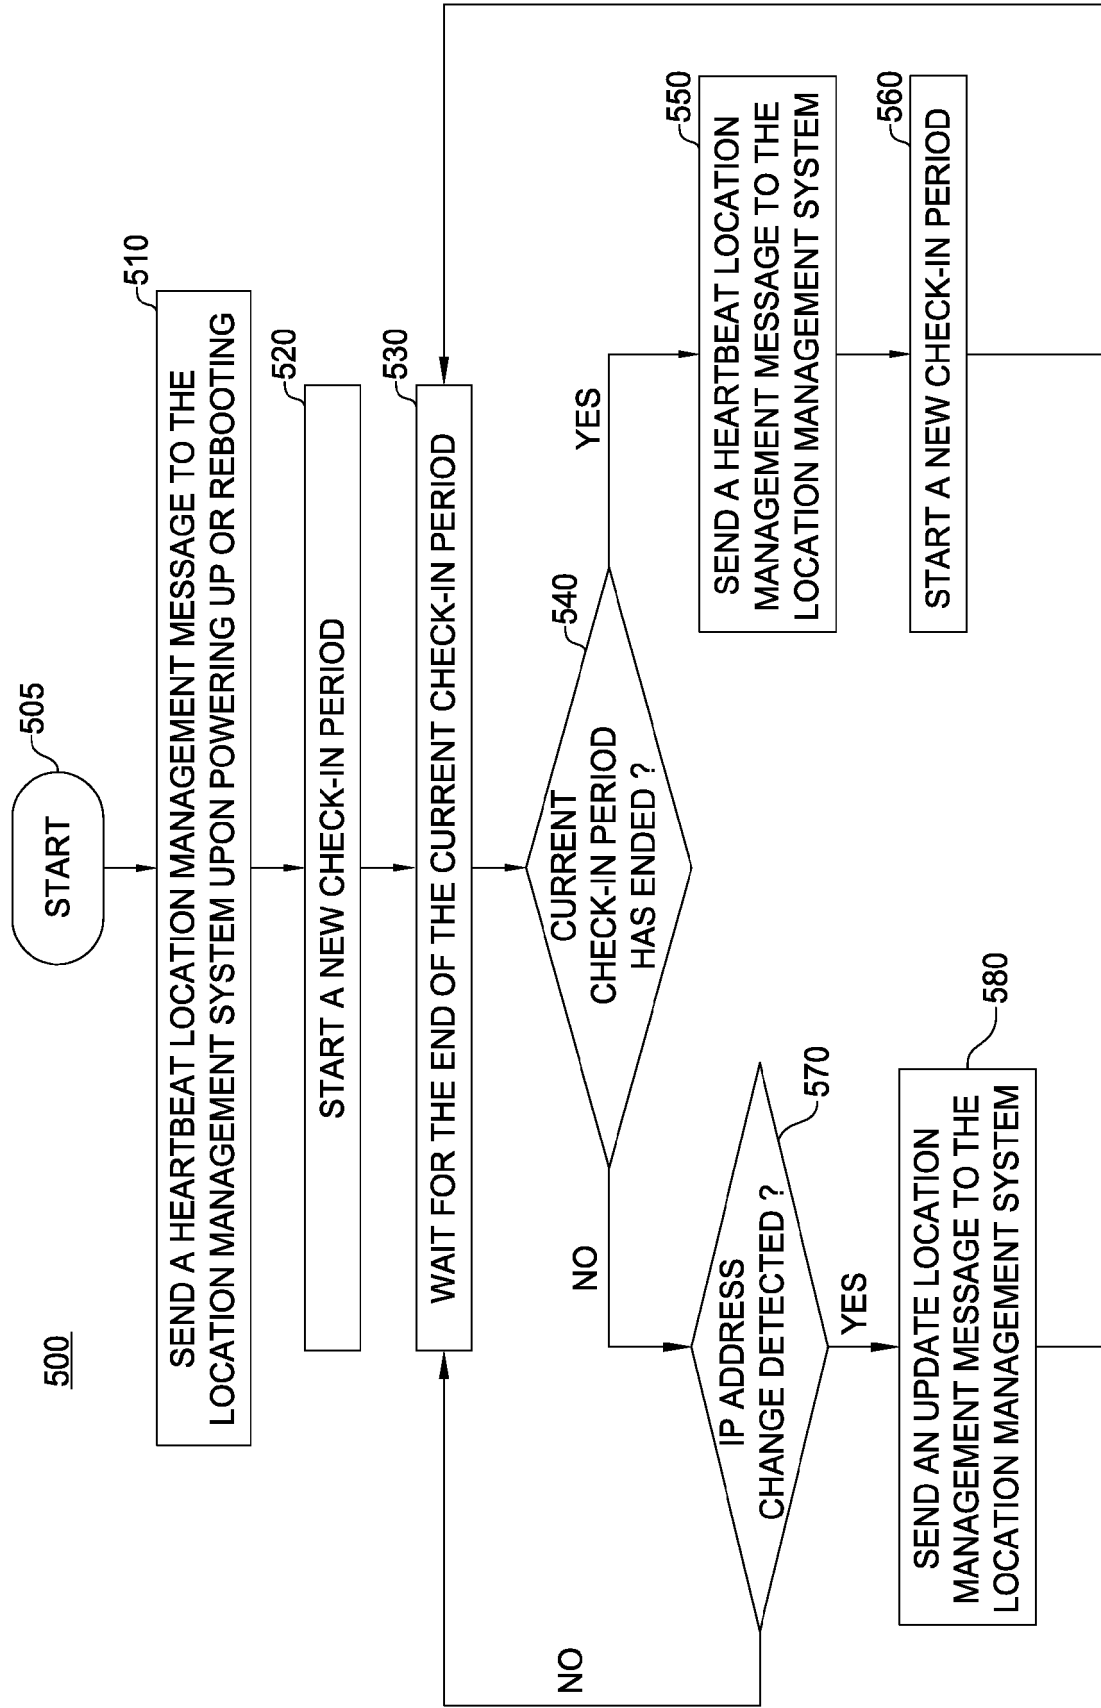 500
START
505
510
SEND A HEARTBEAT LOCATION MANAGEMENT MESSAGE TO THE
LOCATION MANAGEMENT SYSTEM UPON POWERING UP OR REBOOTING
520
START A NEW CHECK-IN PERIOD
530
WAIT FOR THE END OF THE CURRENT CHECK-IN PERIOD
540
CURRENT
CHECK-IN PERIOD
HAS ENDED ?
YES
NO
550
SEND A HEARTBEAT LOCATION
MANAGEMENT MESSAGE TO THE
LOCATION MANAGEMENT SYSTEM
560
START A NEW CHECK-IN PERIOD
570
IP ADDRESS
CHANGE DETECTED ?
NO
YES
580
SEND AN UPDATE LOCATION
MANAGEMENT MESSAGE TO THE
LOCATION MANAGEMENT SYSTEM